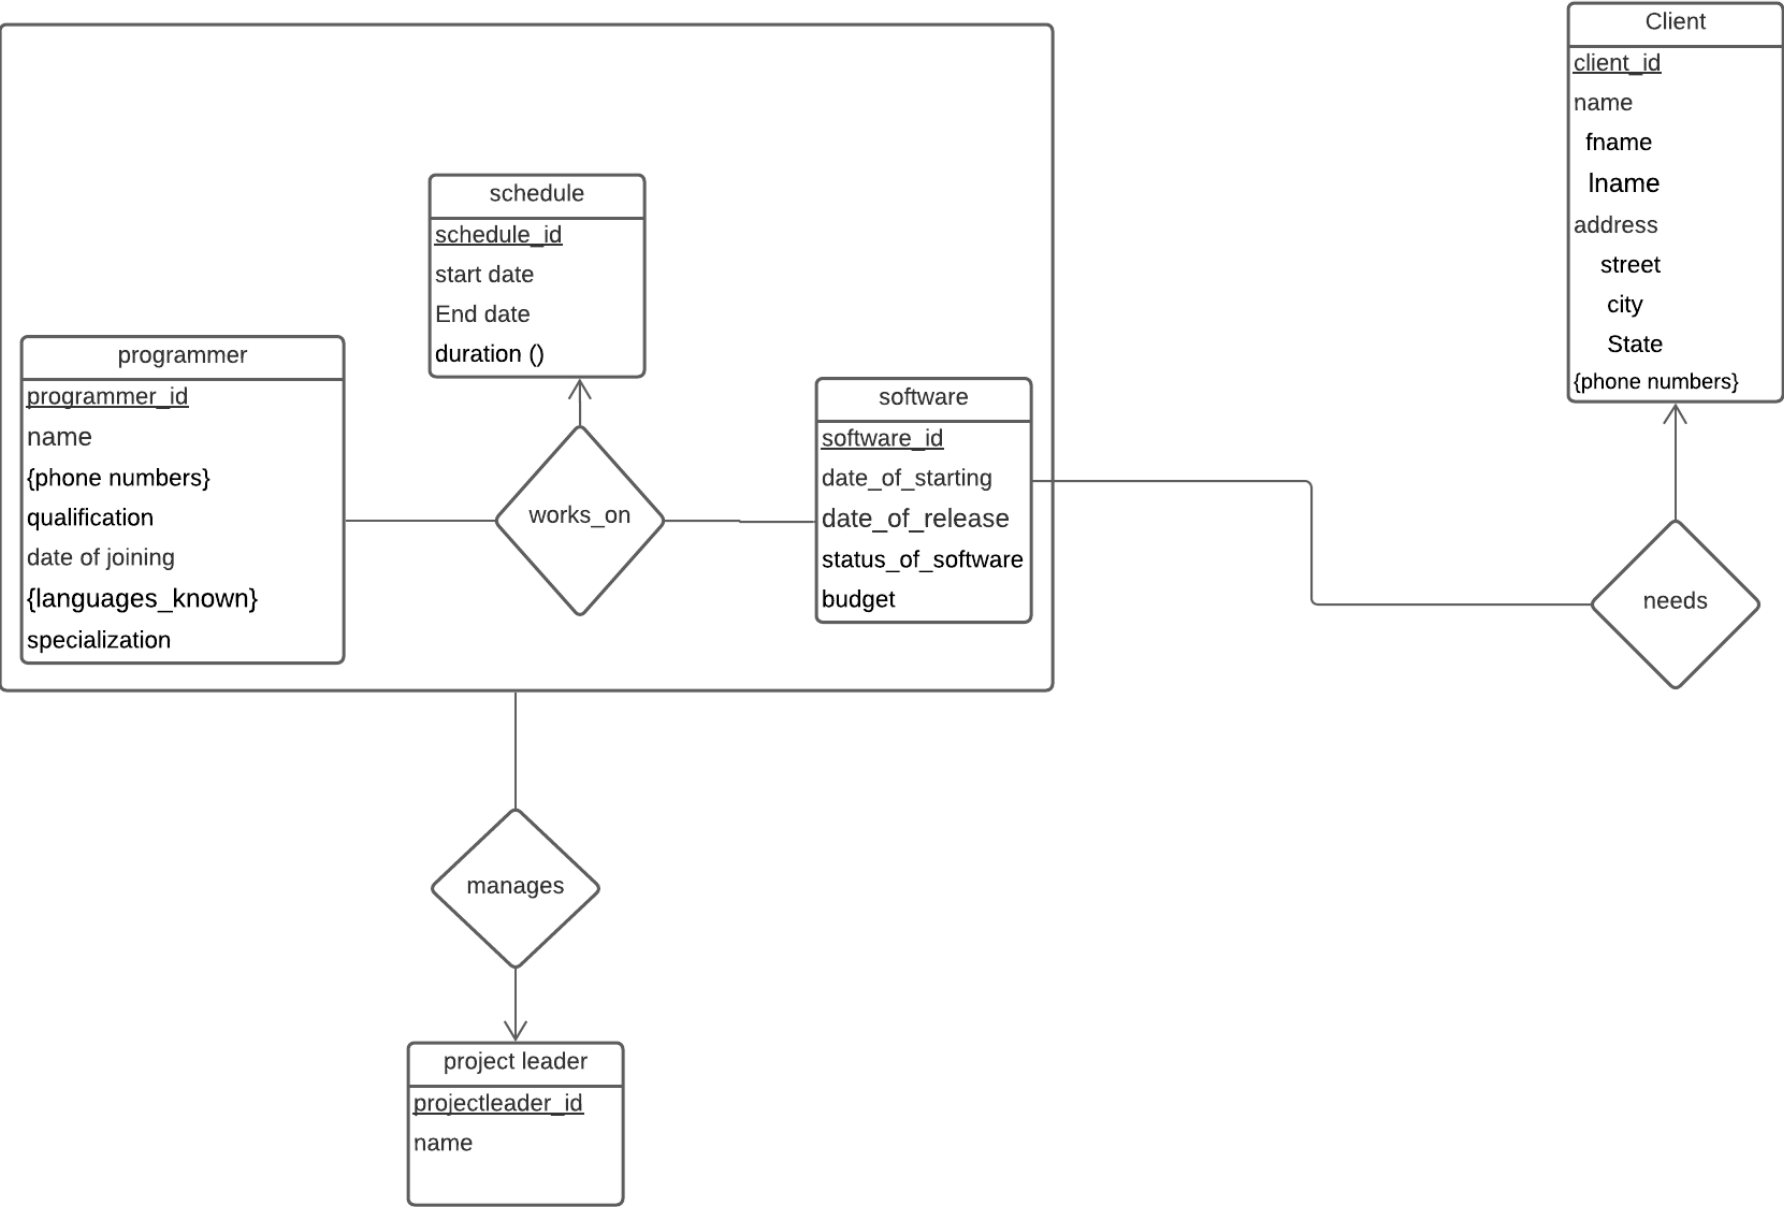 Client
client_id
name
fname
lname
address
street
city
State
{phone numbers}
schedule
schedule_id
start date
End date
duration ()
programmer
programmer_id
name
{phone numbers}
qualification
date of joining
{languages_known}
specialization
works_on
software
software_id
date_of_starting
date_of_release
status_of_software
budget
needs
manages
project leader
projectleader_id
name